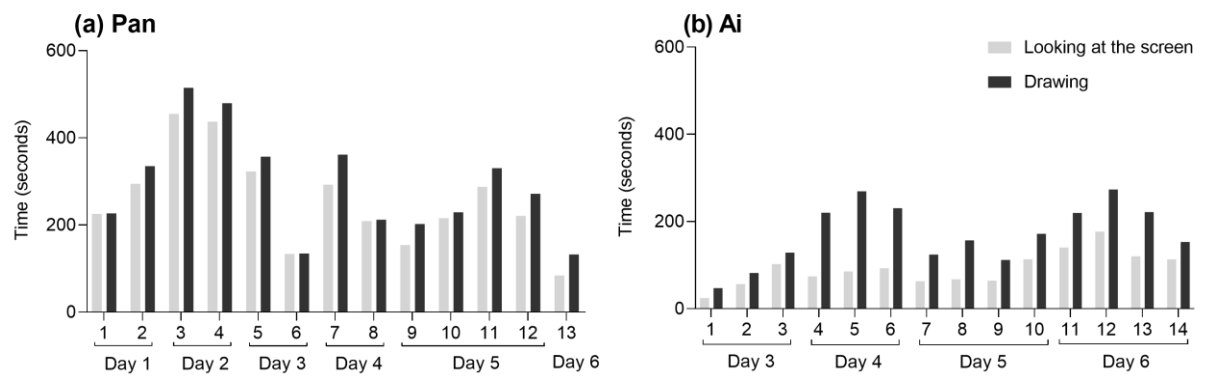 (a) Pan
600
400
200
0
Time (seconds)
1 2 3 4 5 6 7 8 9 10 11 12 13
Day 1 Day 2 Day 3 Day 4 Day 5 Day 6
(b) Ai
Looking at the screen
Drawing
600
400
200
0
Time (seconds)
1 2 3 4 5 6 7 8 9 10 11 12 13 14
Day 3 Day 4 Day 5 Day 6